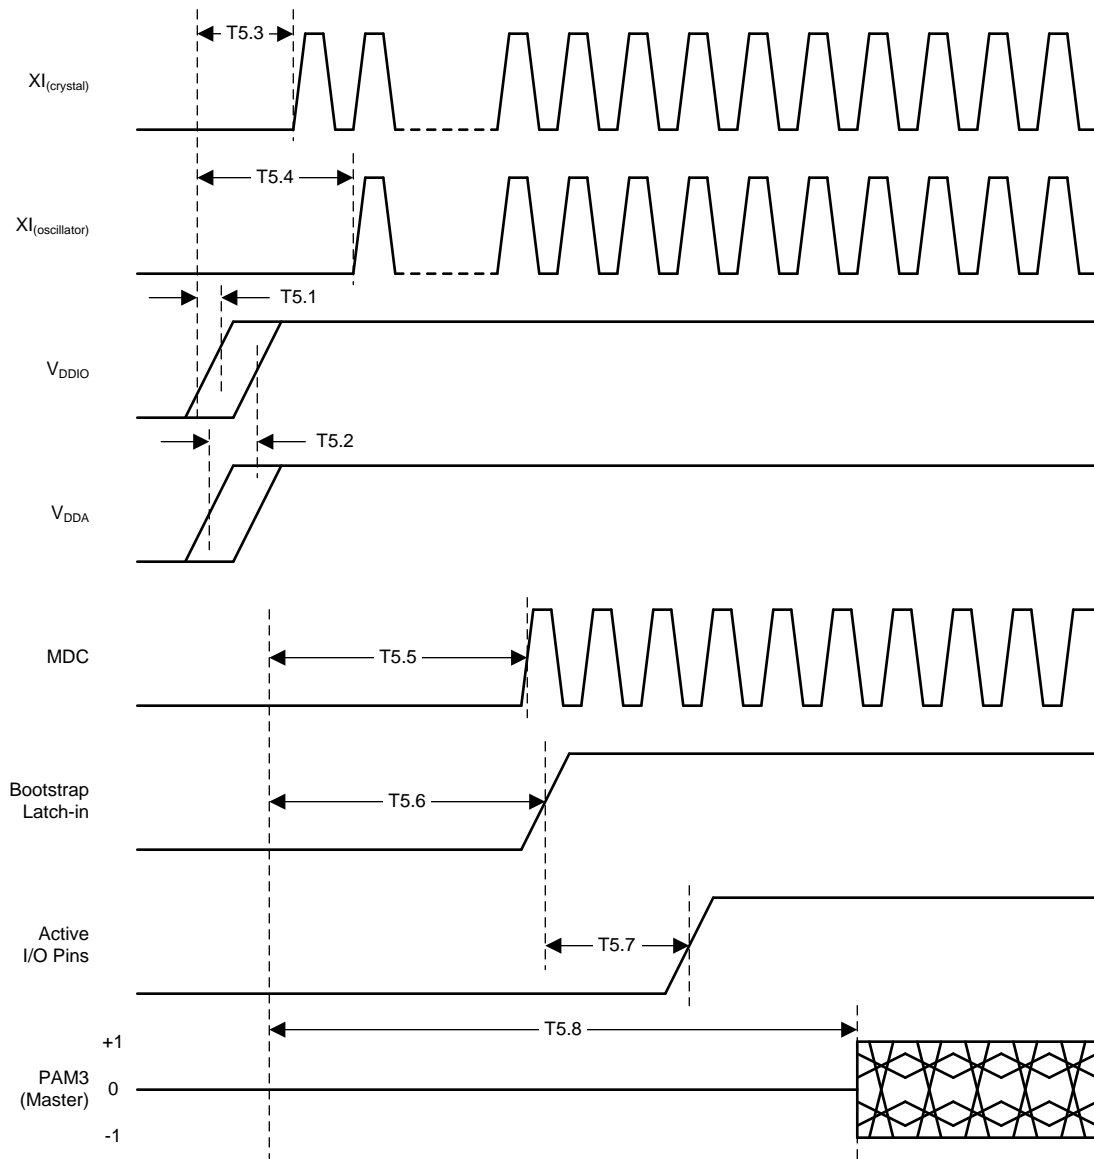 T5.3
XI(crystal)
T5.4
XI(oscillator)
T5.1
VDDIO
T5.2
VDDA
MDC
T5.5
Bootstrap
Latch-in
T5.6
Active
I/O Pins
T5.7
T5.8
+1
PAM3
(Master)
0
-1